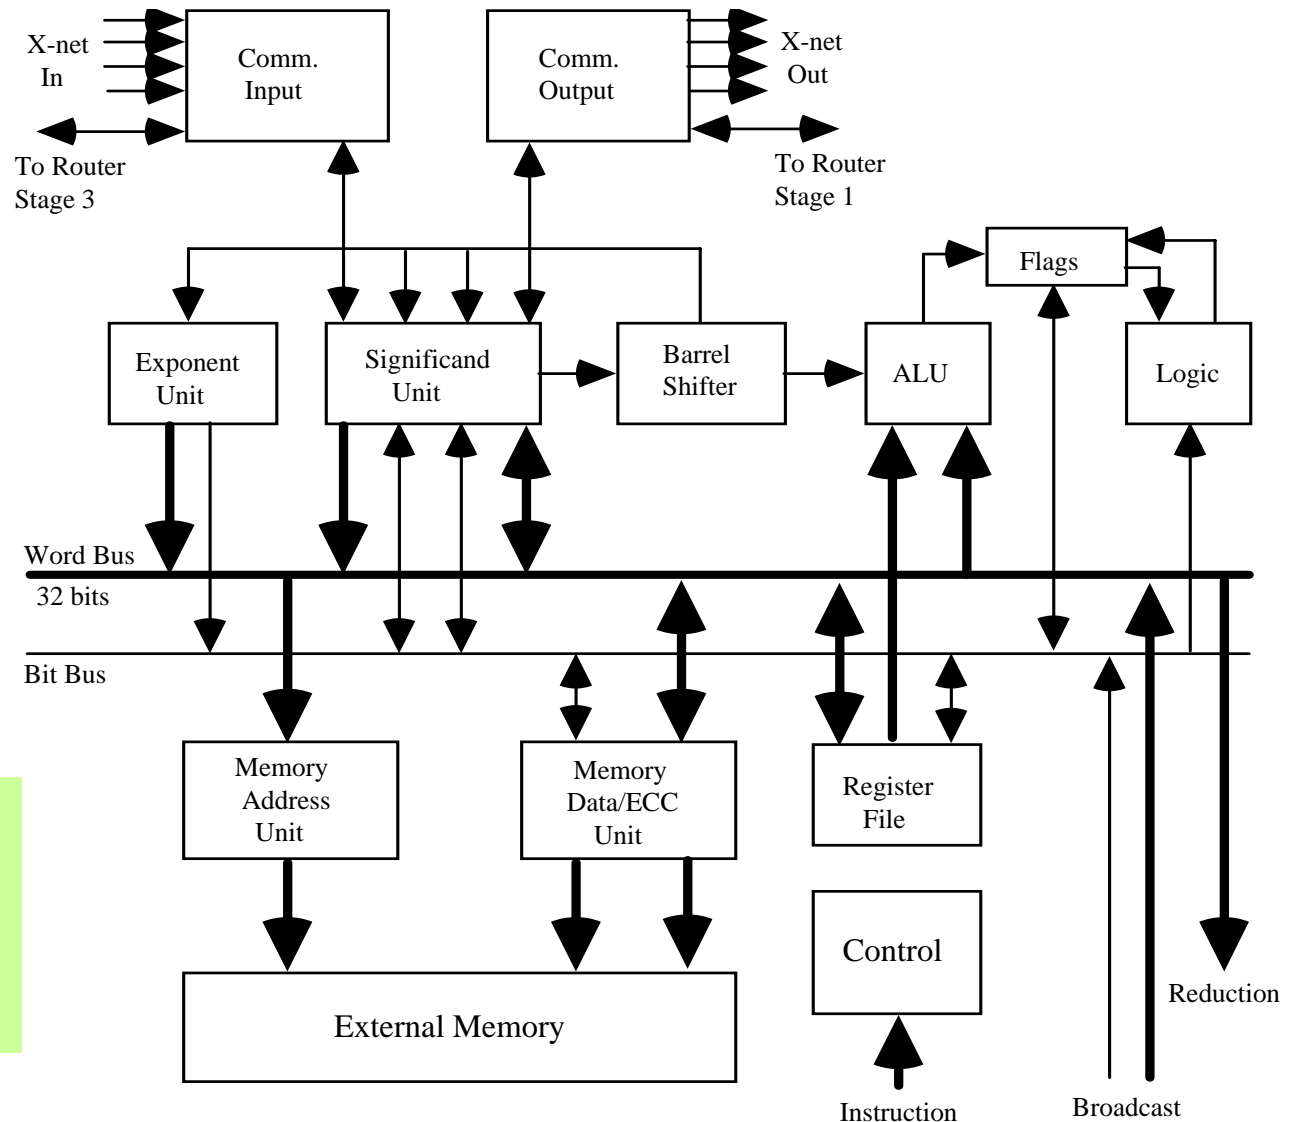 X-net
In
Comm.
Input
Comm.
Output
X-net
Out
To Router
Stage 3
To Router
Stage 1
Flags
Exponent
Unit
Significand
Unit
Barrel
Shifter
ALU
Logic
Word Bus
32 bits
Bit Bus
Memory
Address
Unit
Memory
Data/ECC
Unit
Register
File
Control
External Memory
Reduction
Instruction
Broadcast